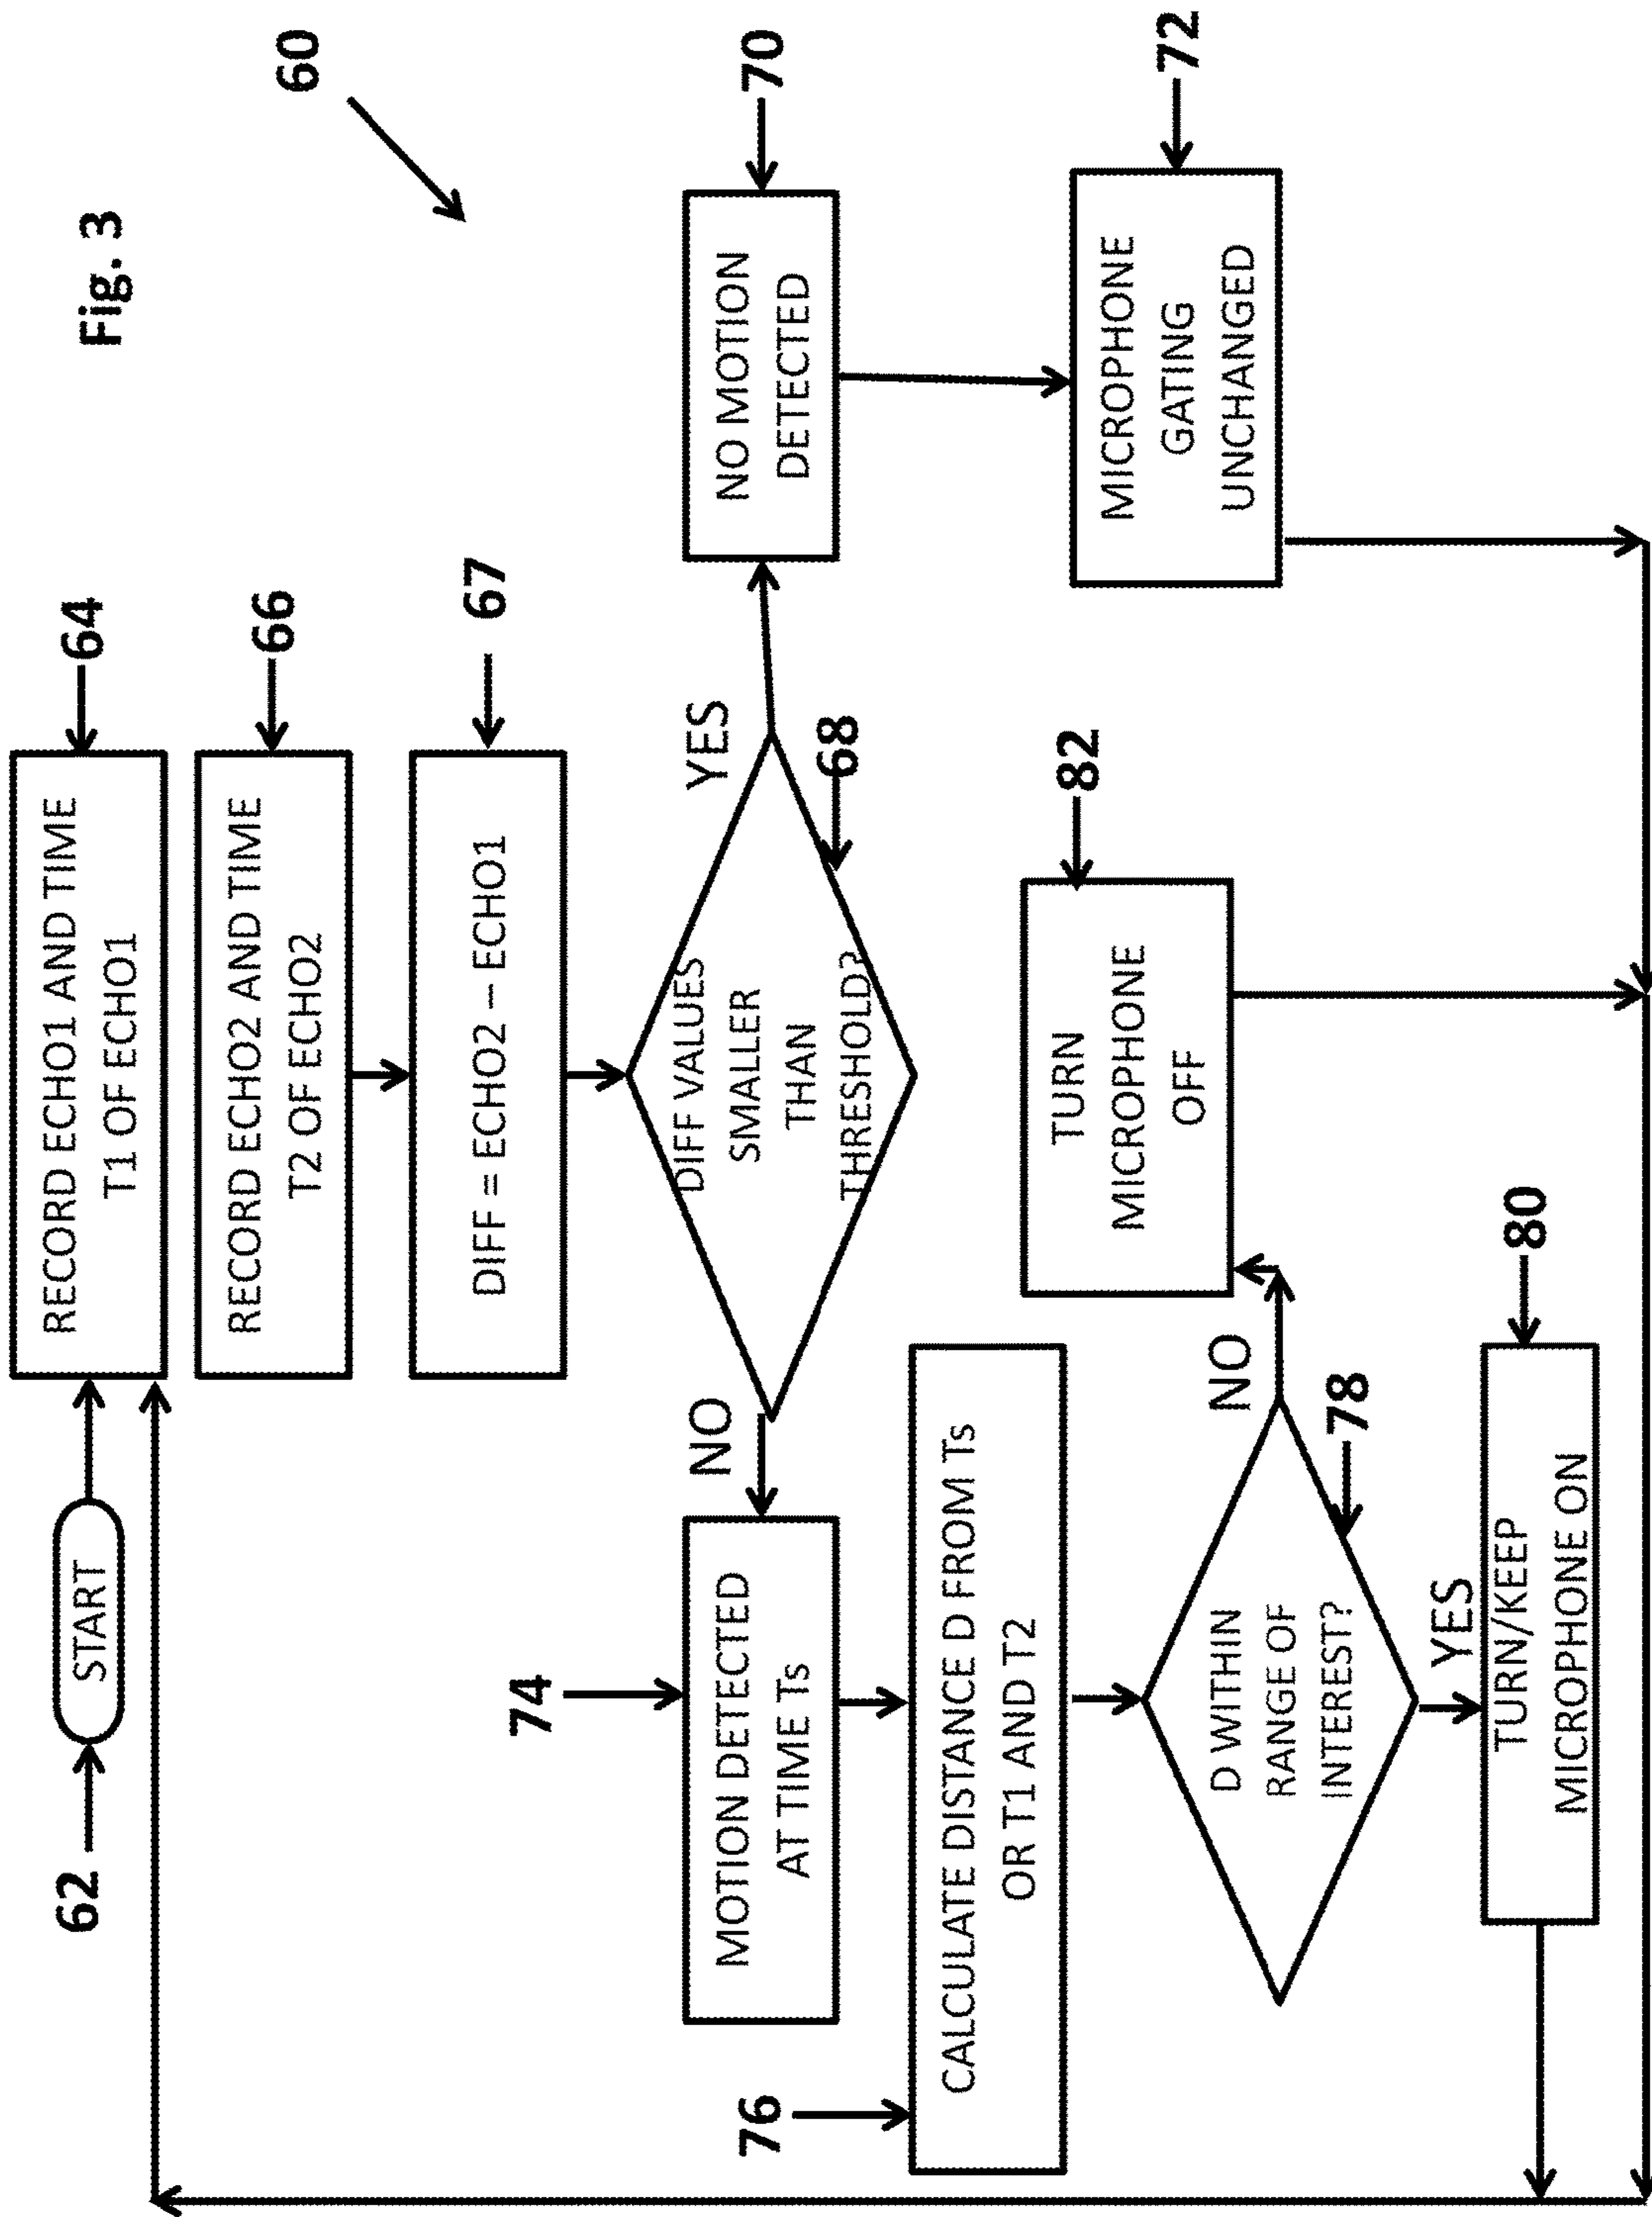 Fig. 3
60
62
START
RECORD ECHO1 AND TIME
T1 OF ECHO1
64
RECORD ECHO2 AND TIME
T2 OF ECHO2
66
DIFF = ECHO2 – ECHO1
67
DIFF VALUES
SMALLER
THAN
THRESHOLD?
68
YES
NO
NO MOTION
DETECTED
70
MICROPHONE
GATING
UNCHANGED
72
74
MOTION DETECTED
AT TIME Ts
76
CALCULATE DISTANCE D FROM Ts
OR T1 AND T2
D WITHIN
RANGE OF
INTEREST?
78
NO
TURN
MICROPHONE
OFF
82
YES
TURN/KEEP
MICROPHONE ON
80